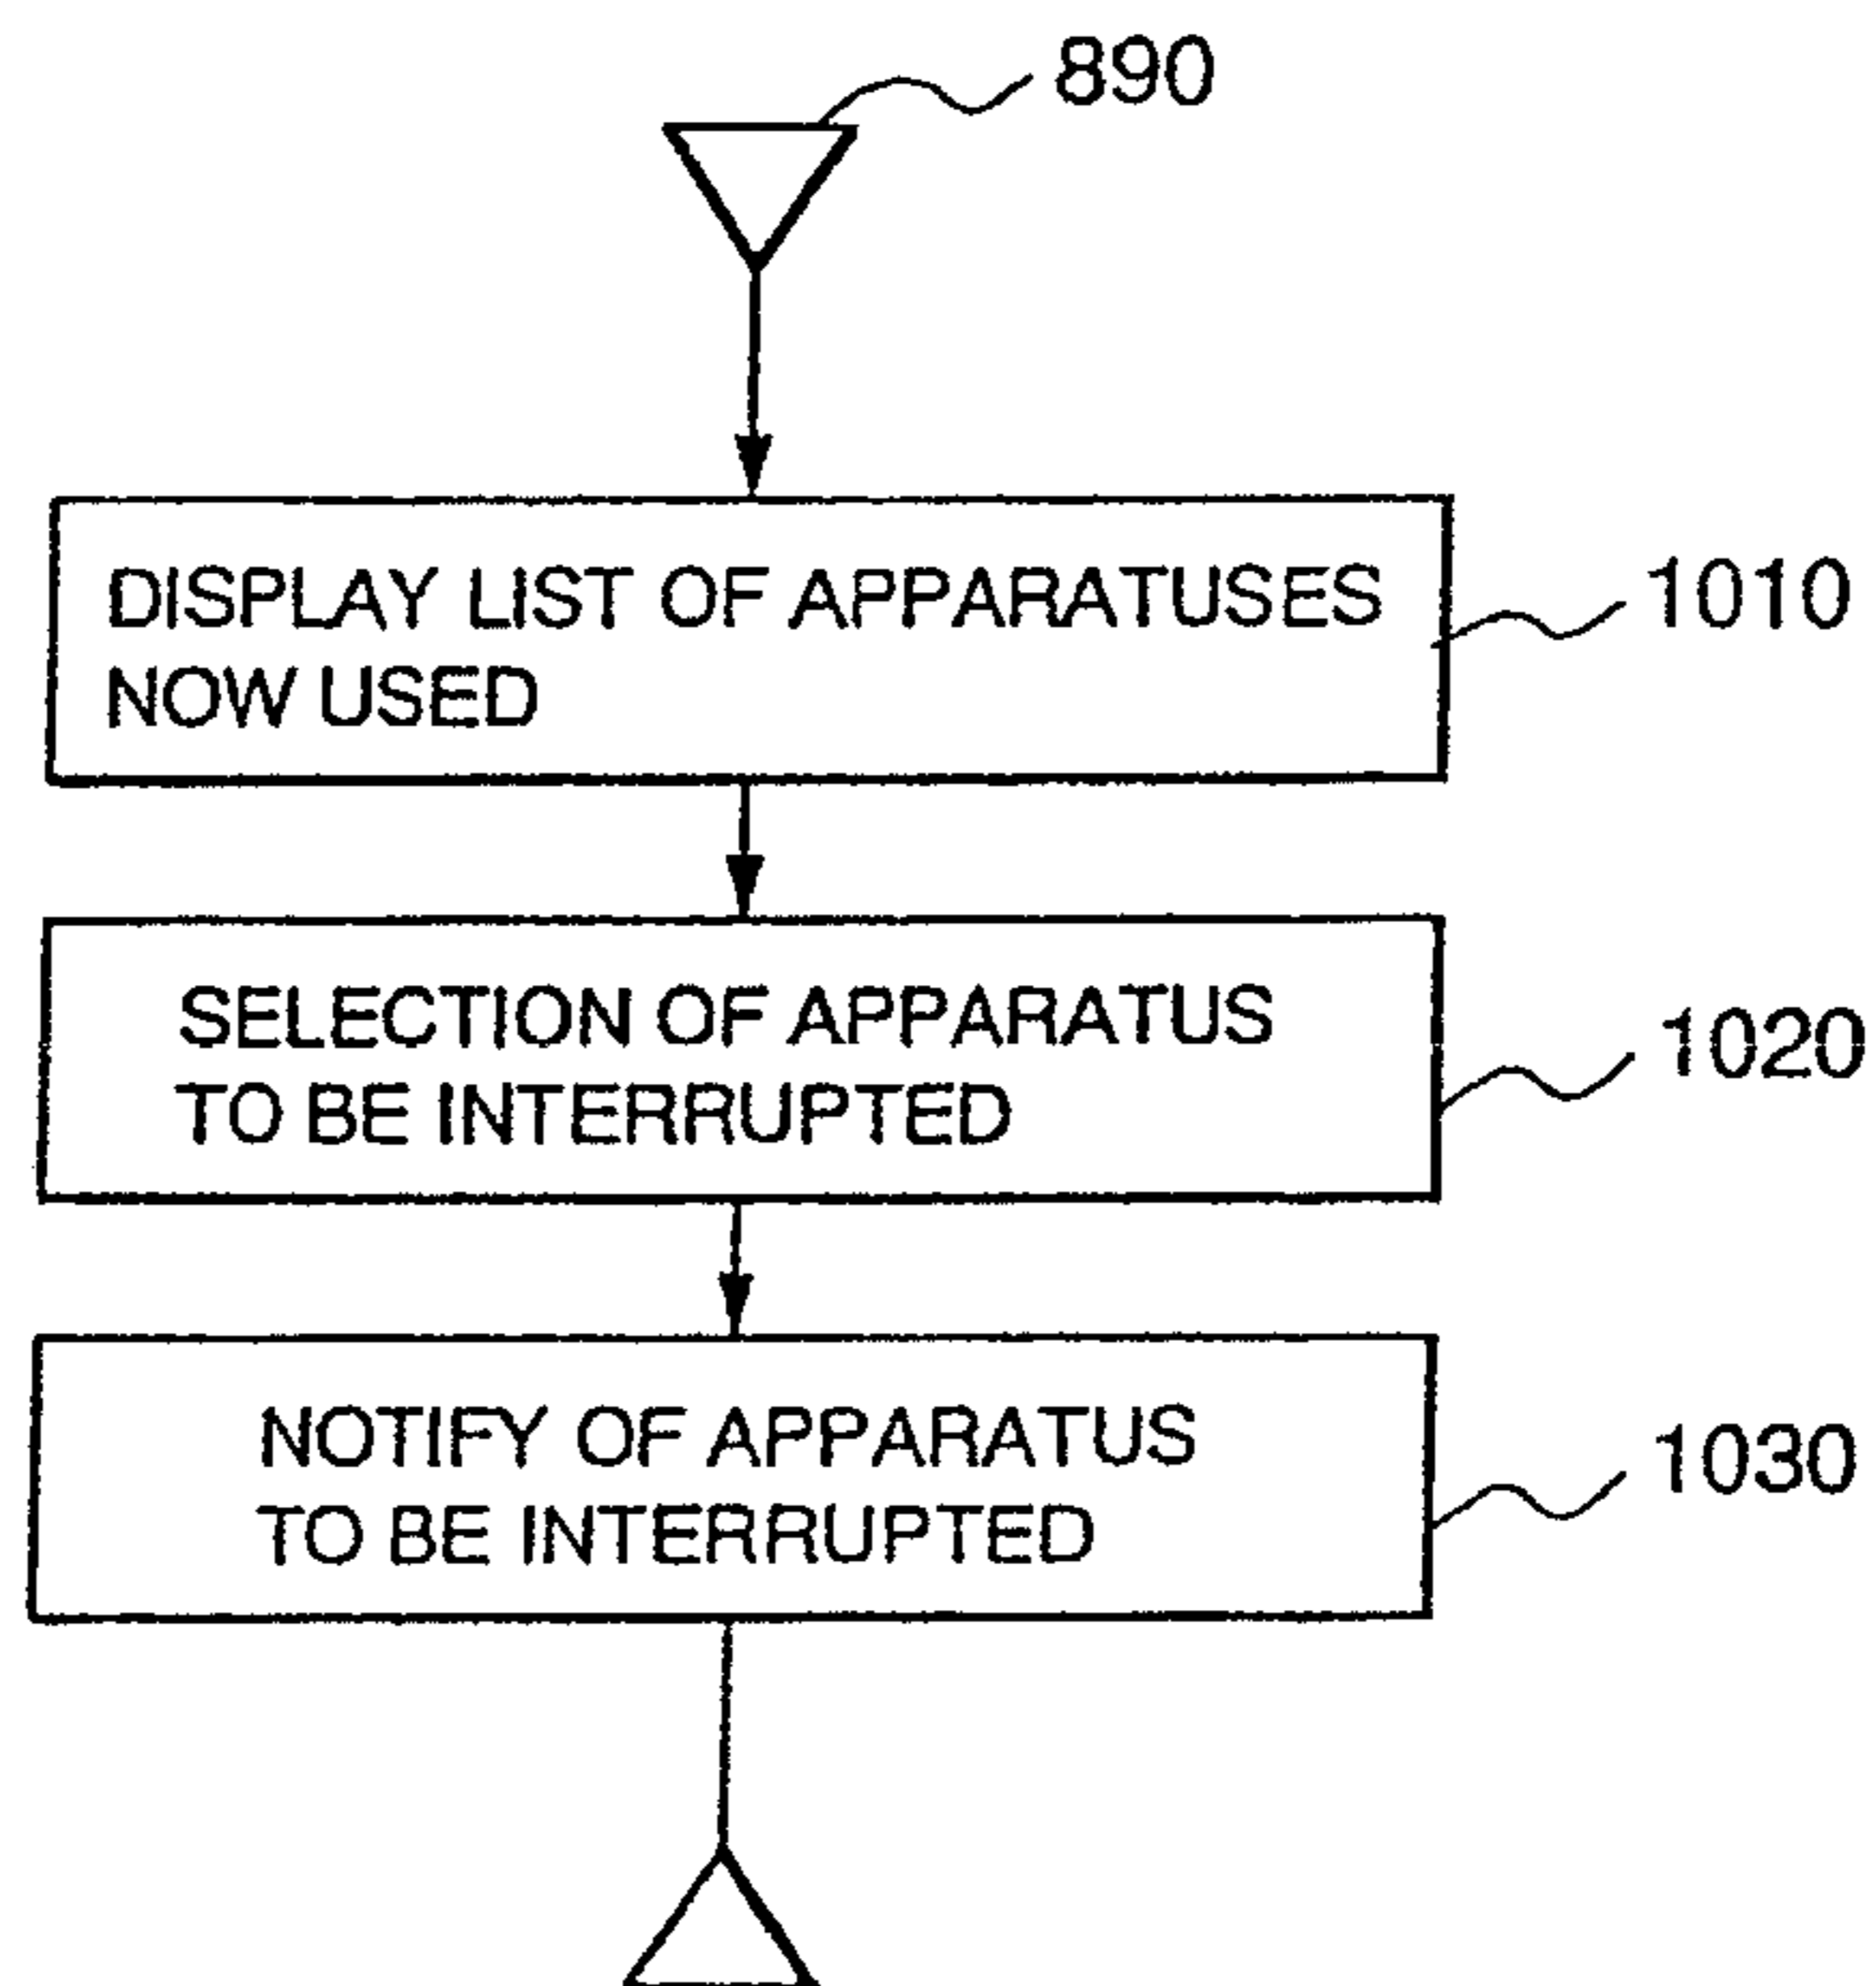 890
DISPLAY LIST OF APPARATUSES
NOW USED
1010
SELECTION OF APPARATUS
TO BE INTERRUPTED
1020
NOTIFY OF APPARATUS
TO BE INTERRUPTED
1030